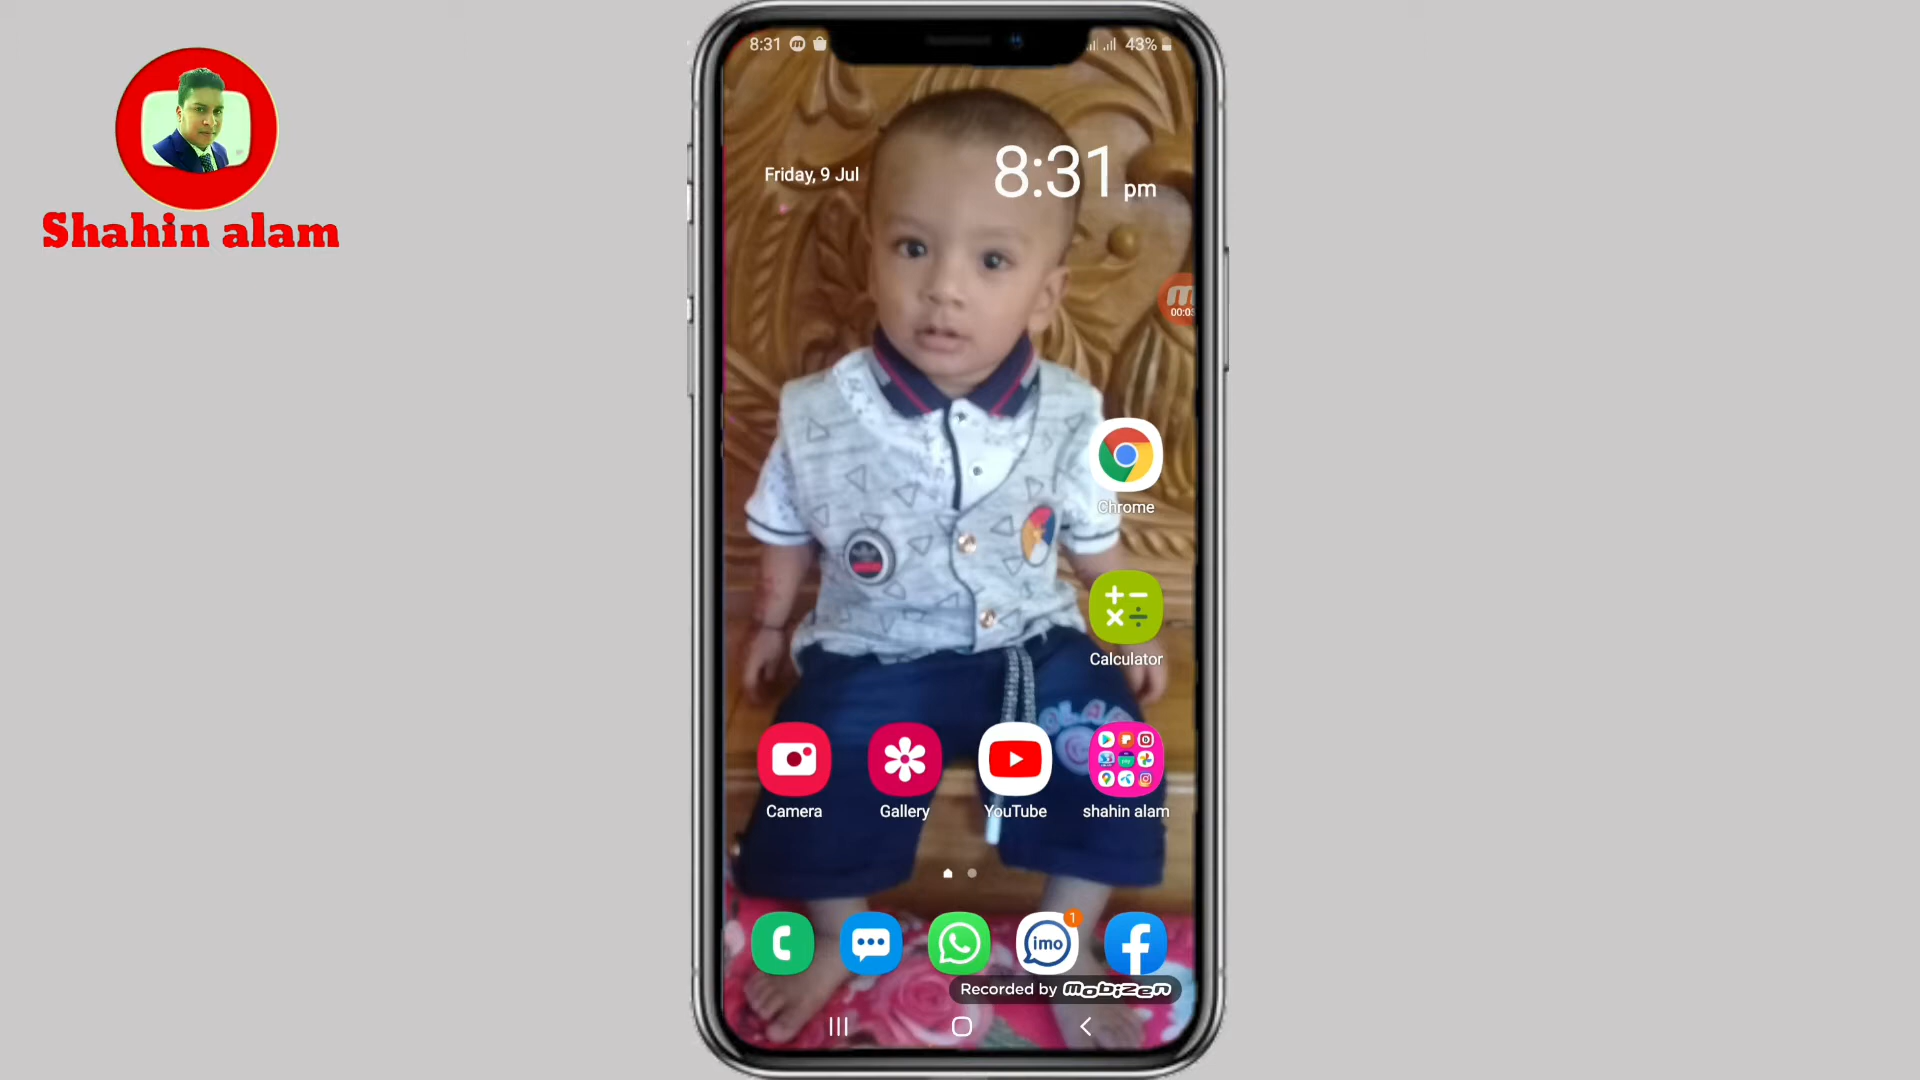 Shahin alam
8:31
43%
Friday, 9 Jul
8:31 pm
Chrome
Calculator
Camera
Gallery
YouTube
shahin alam
imo
1
Recorded by Mobizen